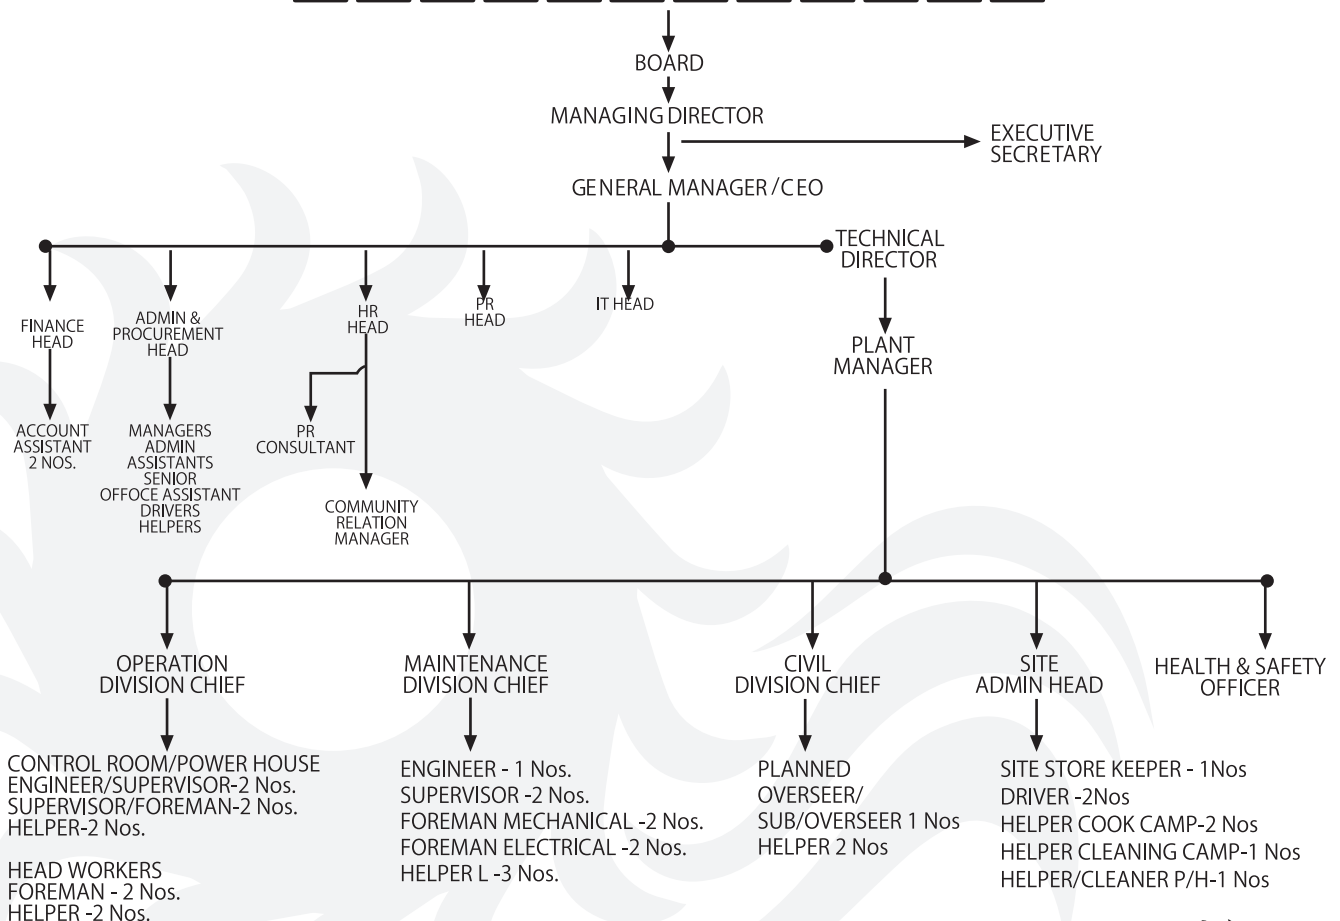 BOARD
MANAGING DIRECTOR
EXECUTIVE
SECRETARY
GENERAL MANAGER /CEO
TECHNICAL
DIRECTOR
FINANCE
HEAD
ADMIN &
PROCUREMENT
HEAD
HR
HEAD
PR
HEAD
IT HEAD
PLANT
MANAGER
ACCOUNT
ASSISTANT
2 NOS.
MANAGERS
ADMIN
ASSISTANTS
SENIOR
OFFOCE ASSISTANT
DRIVERS
HELPERS
PR
CONSULTANT
COMMUNITY
RELATION
MANAGER
OPERATION
DIVISION CHIEF
MAINTENANCE
DIVISION CHIEF
CIVIL
DIVISION CHIEF
SITE
ADMIN HEAD
HEALTH & SAFETY
OFFICER
CONTROL ROOM/POWER HOUSE
ENGINEER/SUPERVISOR-2 Nos.
SUPERVISOR/FOREMAN-2 Nos.
HELPER-2 Nos.
HEAD WORKERS
FOREMAN - 2 Nos.
HELPER -2 Nos.
ENGINEER - 1 Nos.
SUPERVISOR -2 Nos.
FOREMAN MECHANICAL -2 Nos.
FOREMAN ELECTRICAL -2 Nos.
HELPER L -3 Nos.
PLANNED
OVERSEER/
SUB/OVERSEER 1 Nos
HELPER 2 Nos
SITE STORE KEEPER - 1Nos
DRIVER -2Nos
HELPER COOK CAMP-2 Nos
HELPER CLEANING CAMP-1 Nos
HELPER/CLEANER P/H-1 Nos